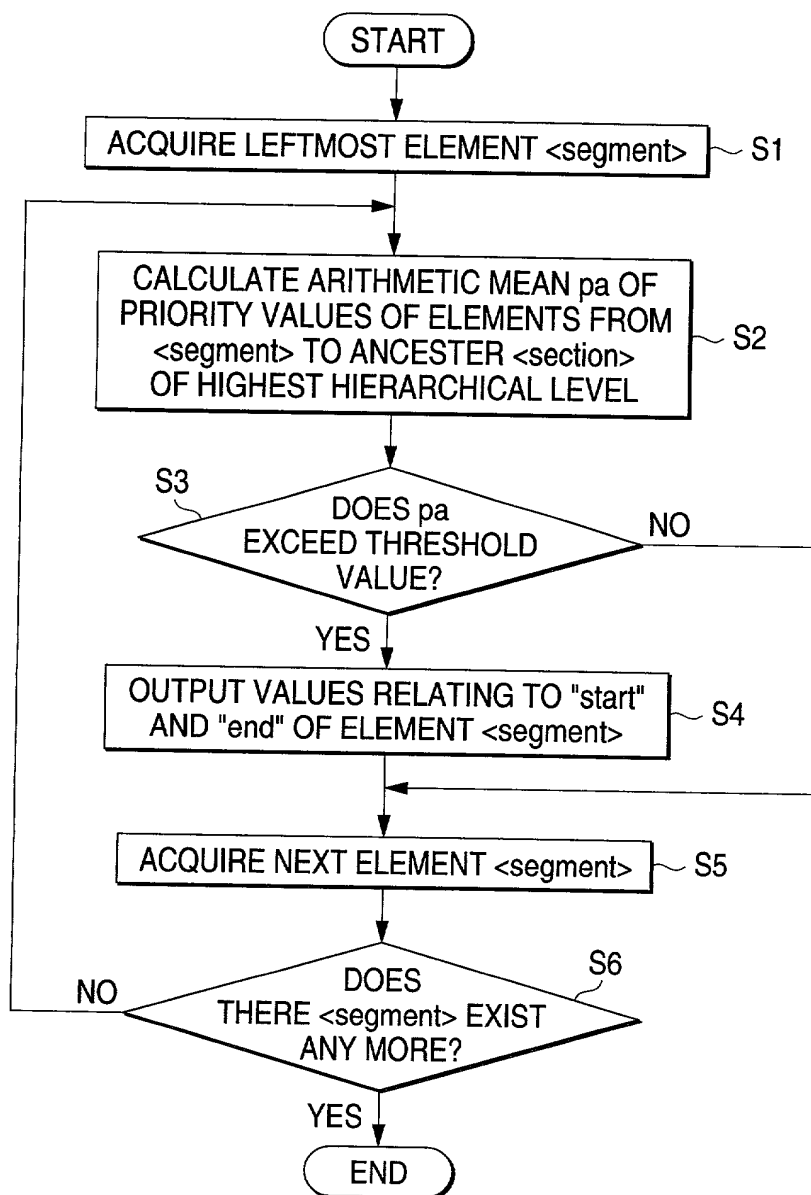 START
ACQUIRE LEFTMOST ELEMENT <segment>
S1
CALCULATE ARITHMETIC MEAN pa OF
PRIORITY VALUES OF ELEMENTS FROM
<segment> TO ANCESTER <section>
OF HIGHEST HIERARCHICAL LEVEL
S2
S3
DOES pa
EXCEED THRESHOLD
VALUE?
NO
YES
OUTPUT VALUES RELATING TO "start"
AND "end" OF ELEMENT <segment>
S4
ACQUIRE NEXT ELEMENT <segment>
S5
S6
DOES
THERE <segment> EXIST
ANY MORE?
NO
YES
END